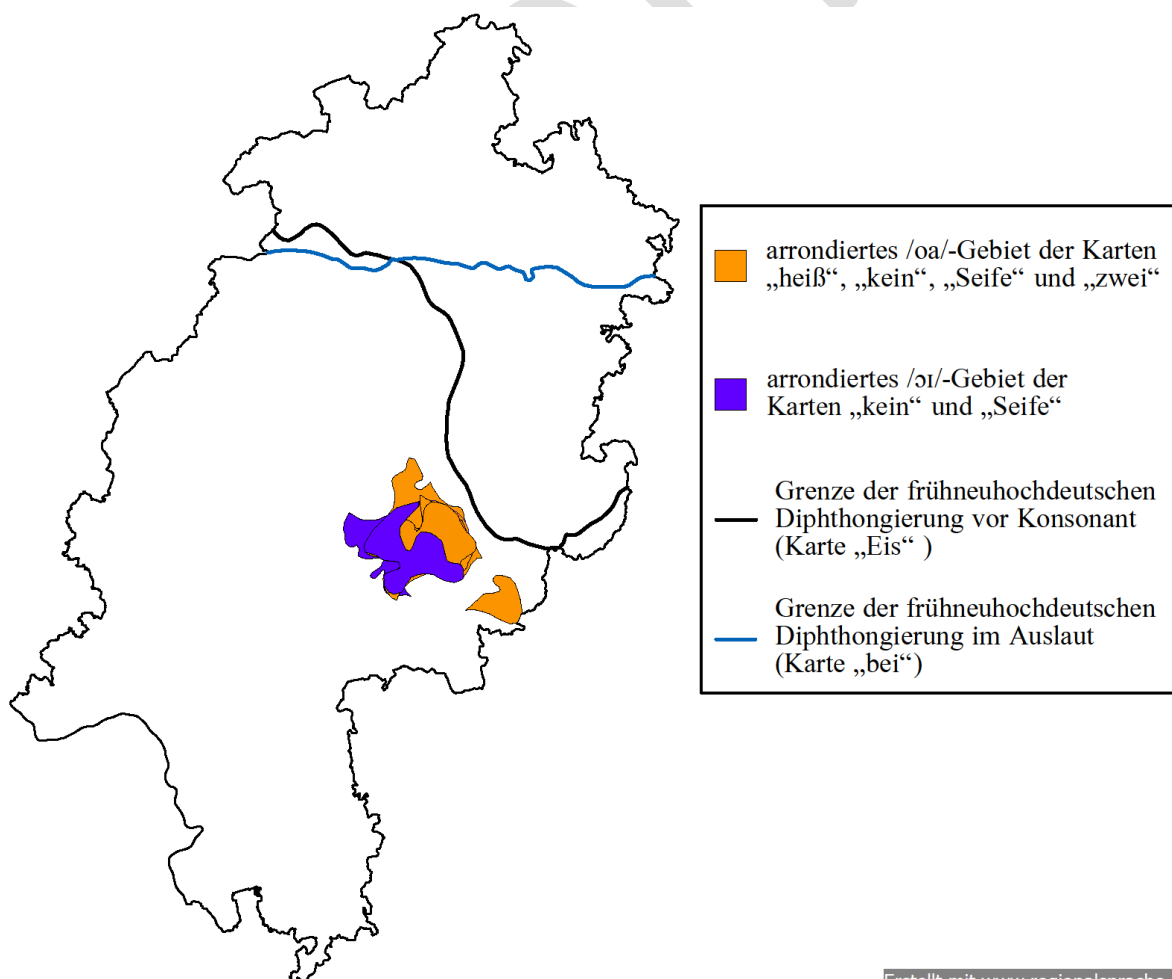 arrondiertes /oa/-Gebiet der Karten
„heiß“, „kein“, „Seife“ und „zwei“
arrondiertes /ɔɪ/-Gebiet der
Karten „kein“ und „Seife“
Grenze der frühneuhochdeutschen
Diphthongierung vor Konsonant
(Karte „Eis“ )
Grenze der frühneuhochdeutschen
Diphthongierung im Auslaut
(Karte „bei“)